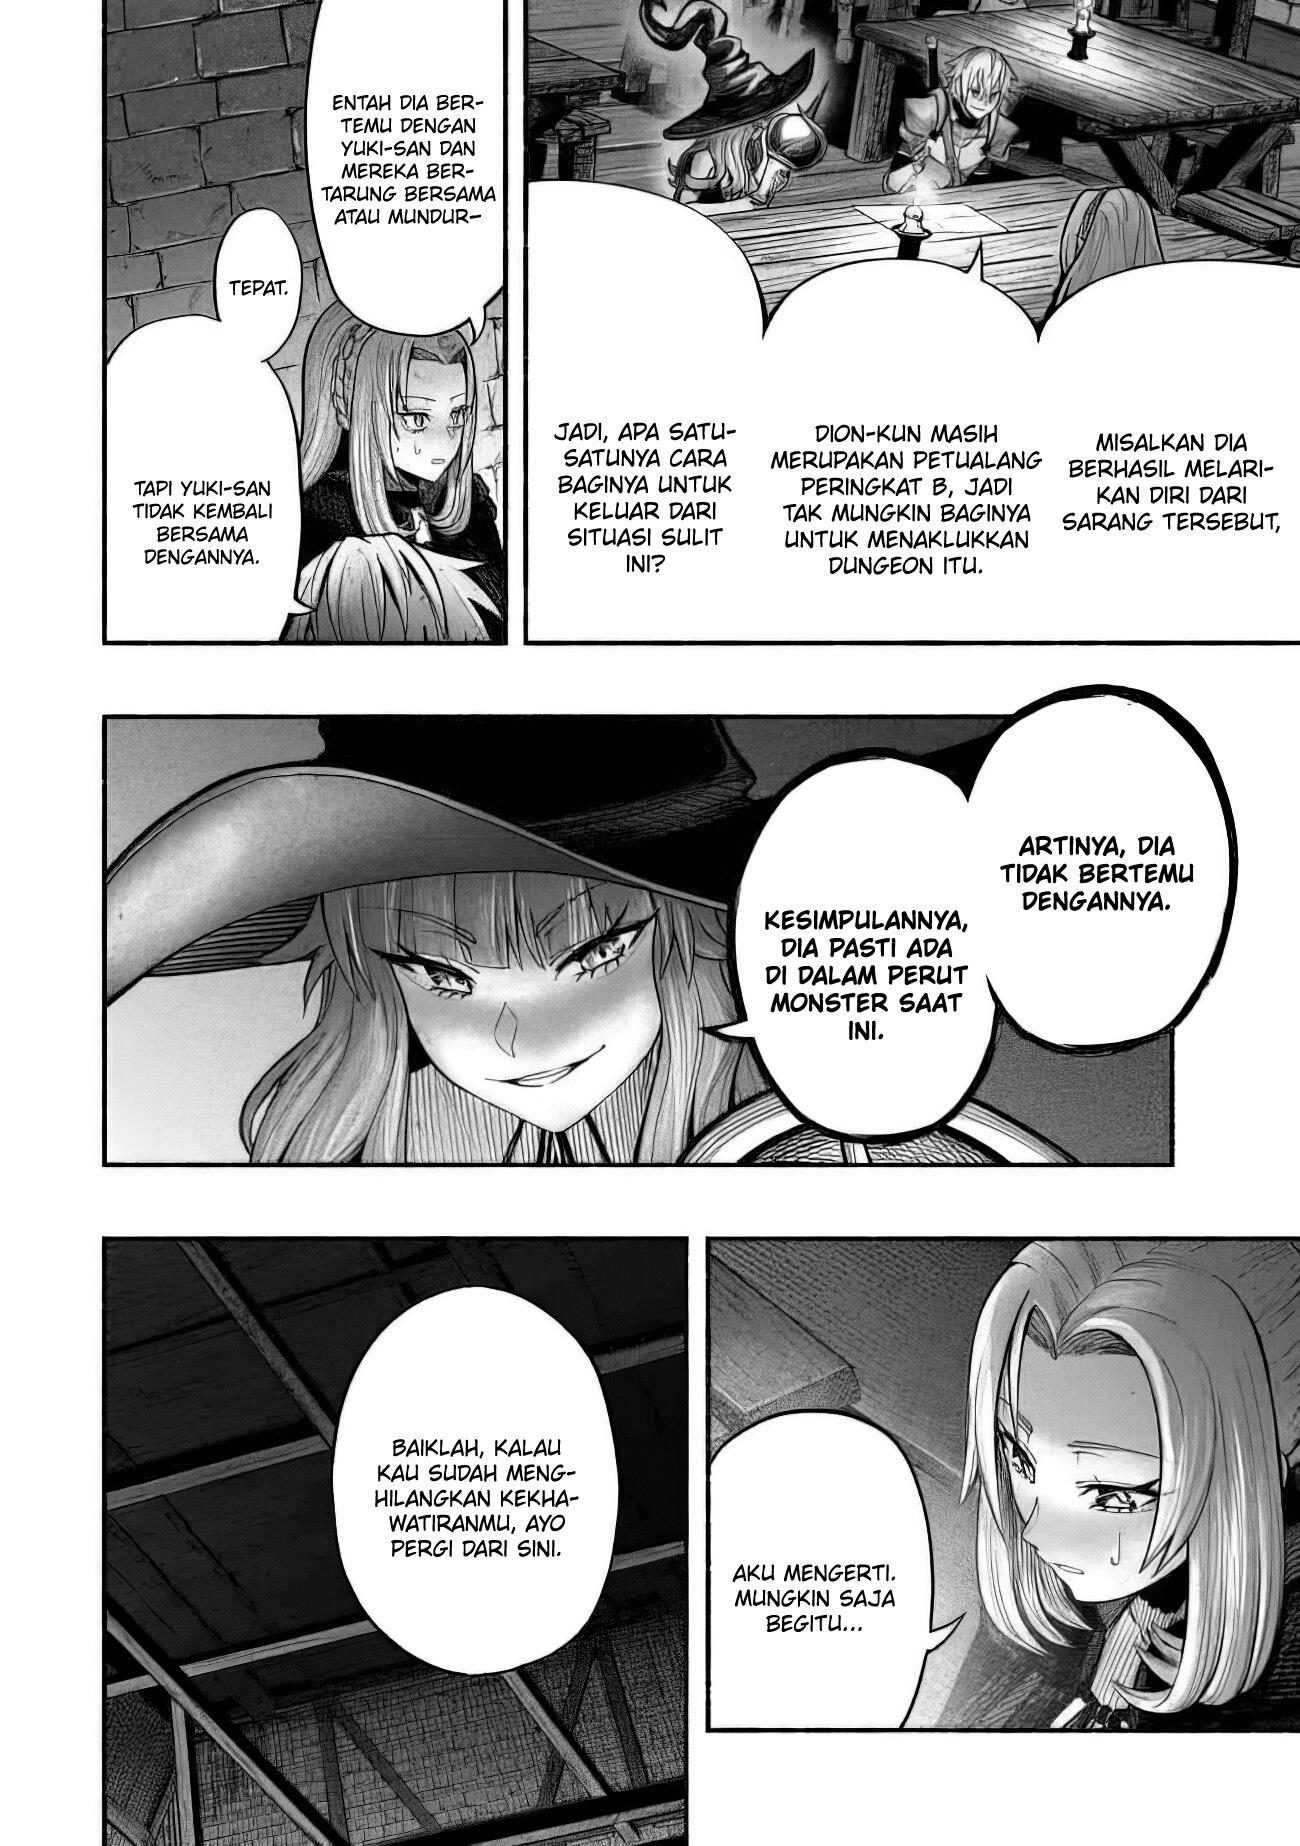 MISALKAN DIA
BERHASIL MELARI-
KAN DIRI DARI
SARANG TERSEBUT,
DION-KUN MASIH
MERUPAKAN PETUALANG
PERINGKAT B, JADI
TAK MUNGKIN BAGINYA
UNTUK MENAKLUKKAN
DUNGEON ITU.
JADI, APA SATU-
SATUNYA CARA
BAGINYA UNTUK
KELUAR DARI
SITUASI SULIT
INI?
ENTAH DIA BER-
TEMU DENGAN
YUKI-SAN DAN
MEREKA BER-
TARUNG BERSAMA
ATAU MUNDUR-
TEPAT.
TAPI YUKI-SAN
TIDAK KEMBALI
BERSAMA
DENGANNYA.
ARTINYA, DIA
TIDAK BERTEMU
DENGANNYA.
KESIMPULANNYA,
DIA PASTI ADA
DI DALAM PERUT
MONSTER SAAT
INI.
AKU MENGERTI.
MUNGKIN SAJA
BEGITU...
BAIKLAH, KALAU
KAU SUDAH MENG-
HILANGKAN KEKHA-
WATIRANMU, AYO
PERGI DARI SINI.